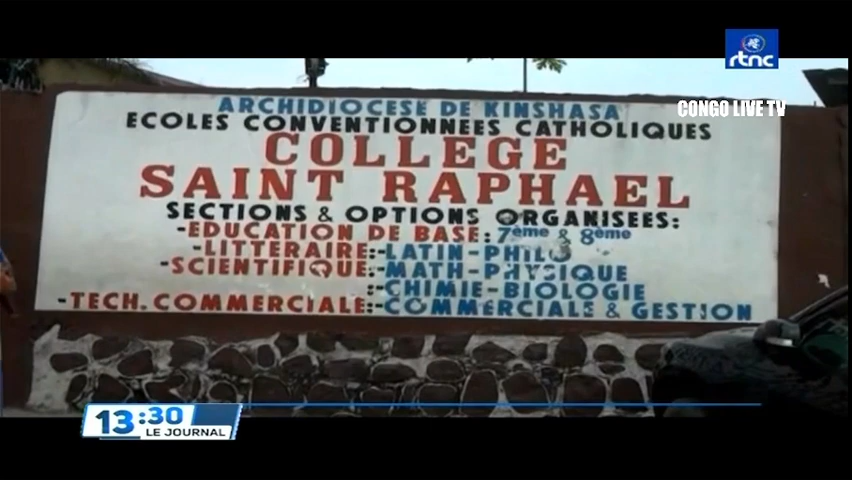 rtnc
CONGO LIVE TV
ARCHIDIOCESE DE KINSHASA
ECOLES CONVENTIONNEES CATHOLIQUES
COLLEGE
SAINT RAPHAEL
SECTIONS & OPTIONS ORGANISEES:
-EDUCATION DE BASE: 7ème & 8ème
-LITTERAIRE:-LATIN-PHILO
-SCIENTIFIQUE:-MATH-PHYSIQUE
-CHIMIE-BIOLOGIE
-TECH. COMMERCIALE:-COMMERCIALE & GESTION
13:30
LE JOURNAL